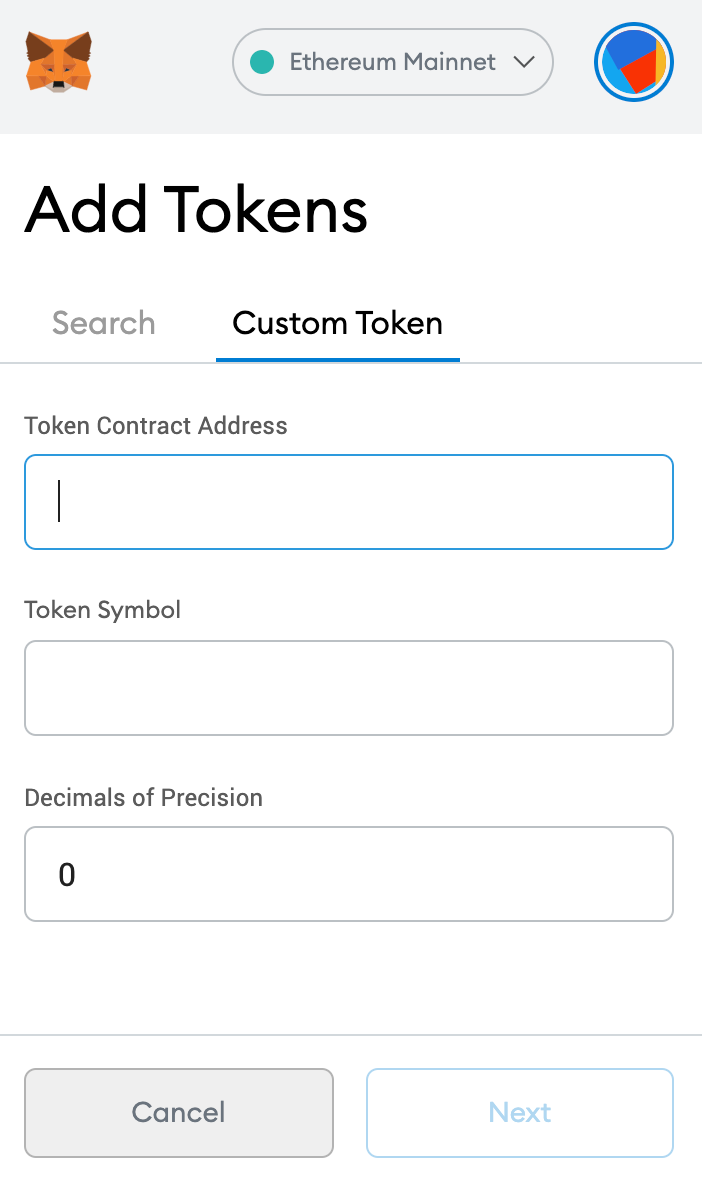 Ethereum Mainnet
Add Tokens
Search
Custom Token
Token Contract Address
Token Symbol
Decimals of Precision
0
Cancel
Next